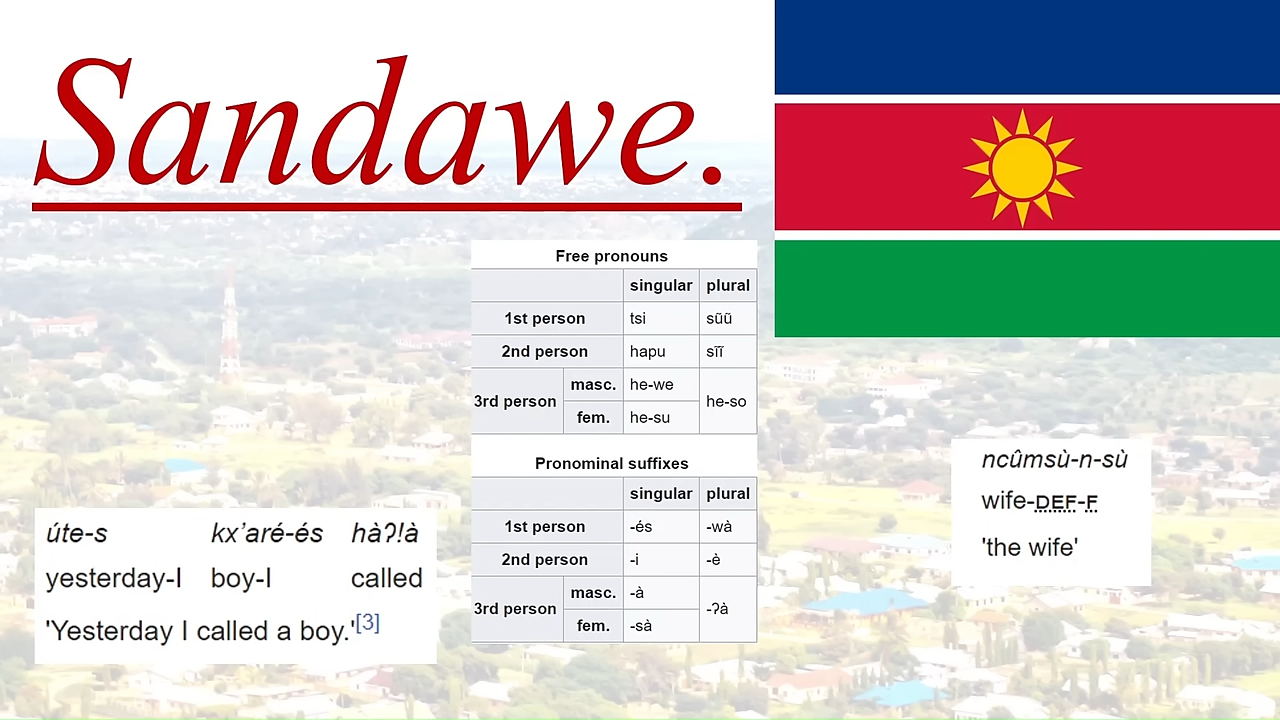 Sandawe.
Free pronouns
singular plural
1st person tsi sũũ
2nd person hapu sĩĩ
3rd person masc. he-we he-so
fem. he-su
Pronominal suffixes
singular plural
1st person -és -wà
2nd person -i -è
3rd person masc. -à -ʔà
fem. -sà
úte-s kx’aré-és hàʔ!à
yesterday-I boy-I called
'Yesterday I called a boy.'[3]
ncûmsù-n-sù
wife-DEF-F
'the wife'